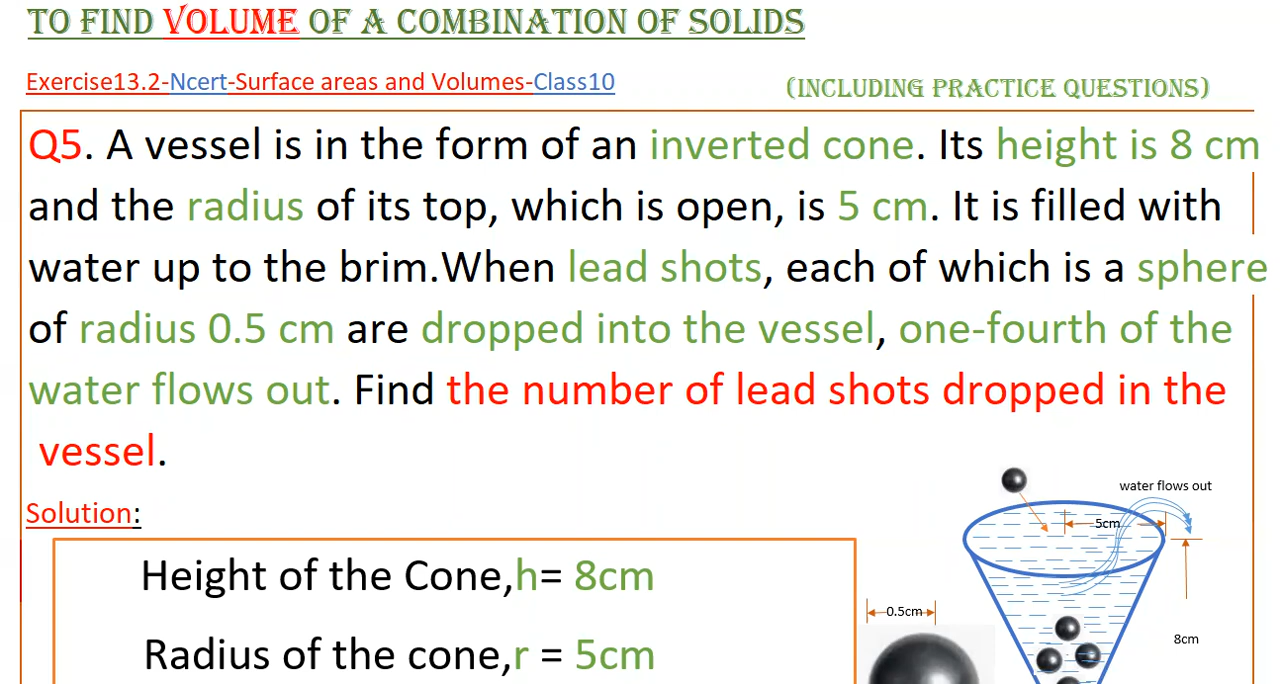 TO FIND VOLUME OF A COMBINATION OF SOLIDS
Exercise13.2-Ncert-Surface areas and Volumes-Class10
(INCLUDING PRACTICE QUESTIONS)
Q5. A vessel is in the form of an inverted cone. Its height is 8 cm
and the radius of its top, which is open, is 5 cm. It is filled with
water up to the brim.When lead shots, each of which is a sphere
of radius 0.5 cm are dropped into the vessel, one-fourth of the
water flows out. Find the number of lead shots dropped in the
vessel.
water flows out
Solution:
5cm
Height of the Cone,h= 8cm
0.5cm
8cm
Radius of the cone,r = 5cm